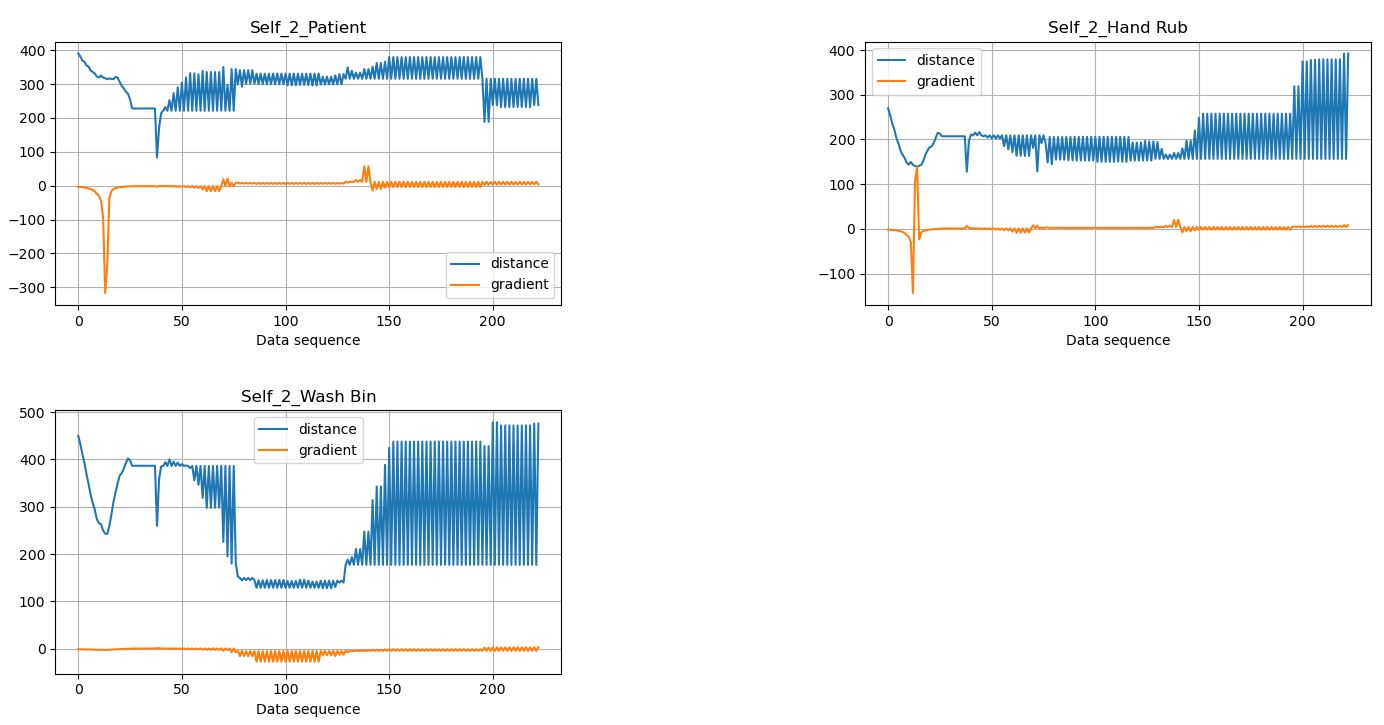 Self_2_Patient
400
300
200
100
0
−100
−200
−300
distance
gradient
0 50 100 150 200
Data sequence
Self_2_Hand Rub
400
300
200
100
0
−100
distance
gradient
0 50 100 150 200
Data sequence
Self_2_Wash Bin
500
400
300
200
100
0
distance
gradient
0 50 100 150 200
Data sequence